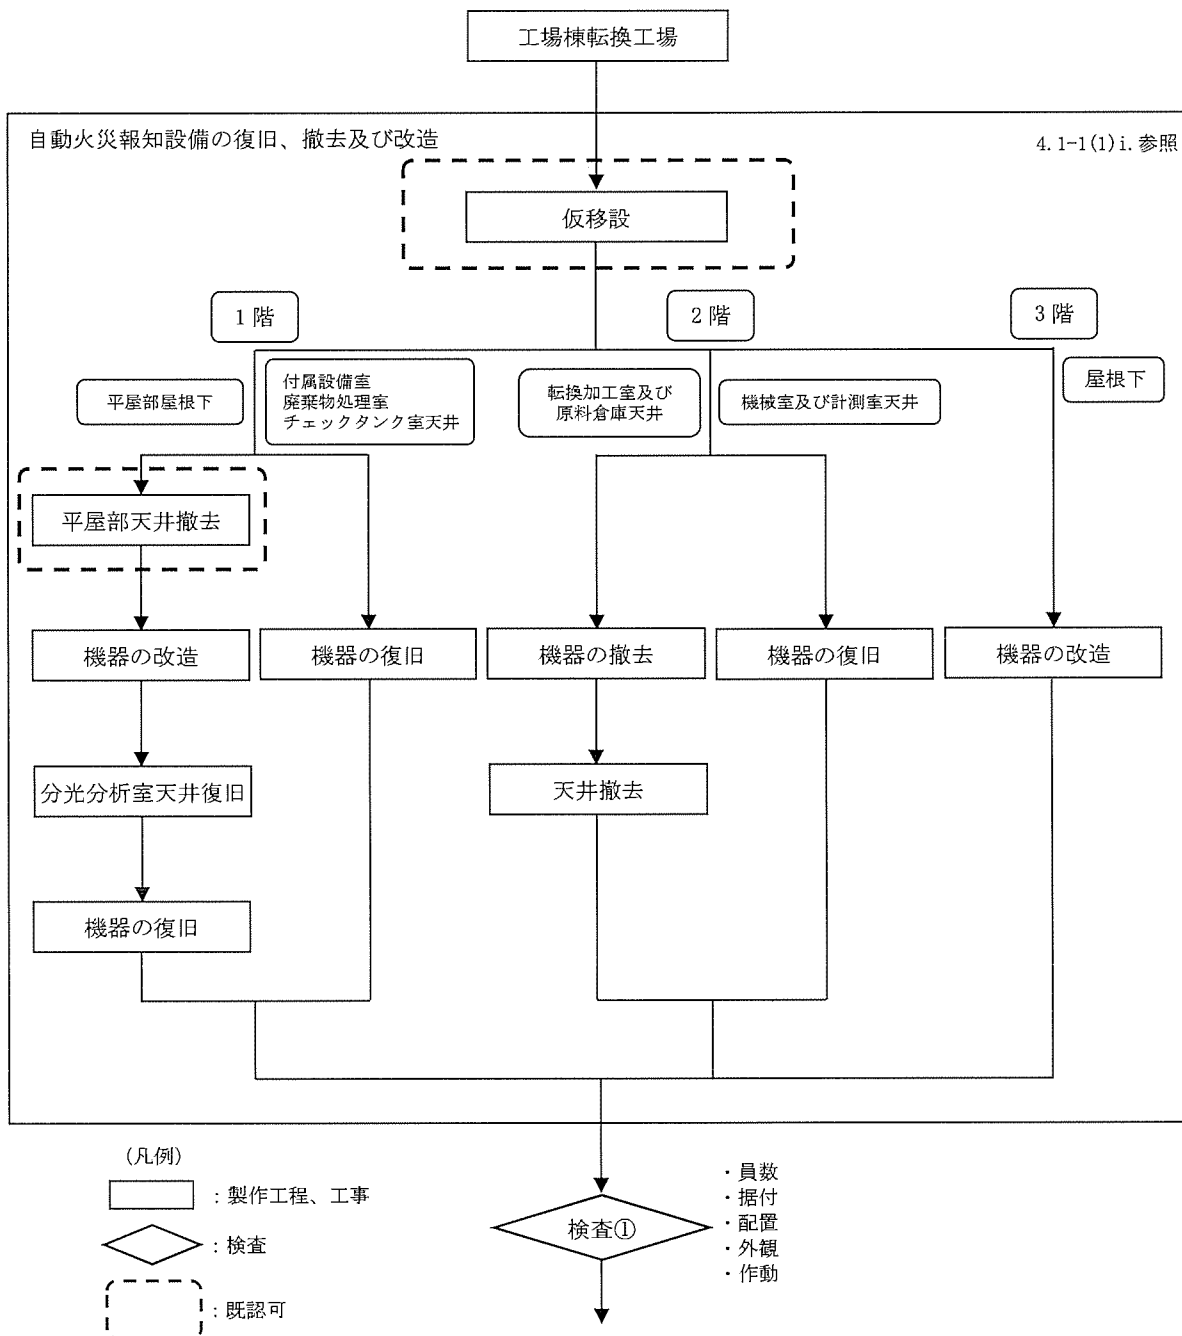 工場棟転換工場
自動火災報知設備の復旧、撤去及び改造
4.1-1(1)i.参照
仮移設
1階
2階
3階
平屋部屋根下
付属設備室
廃棄物処理室
チェックタンク室天井
転換加工室及び
原料倉庫天井
機械室及び計測室天井
屋根下
平屋部天井撤去
機器の改造
機器の復旧
機器の撤去
機器の復旧
機器の改造
分光分析室天井復旧
天井撤去
機器の復旧
(凡例)
：製作工程、工事
：検査
：既認可
検査①
・員数
・据付
・配置
・外観
・作動